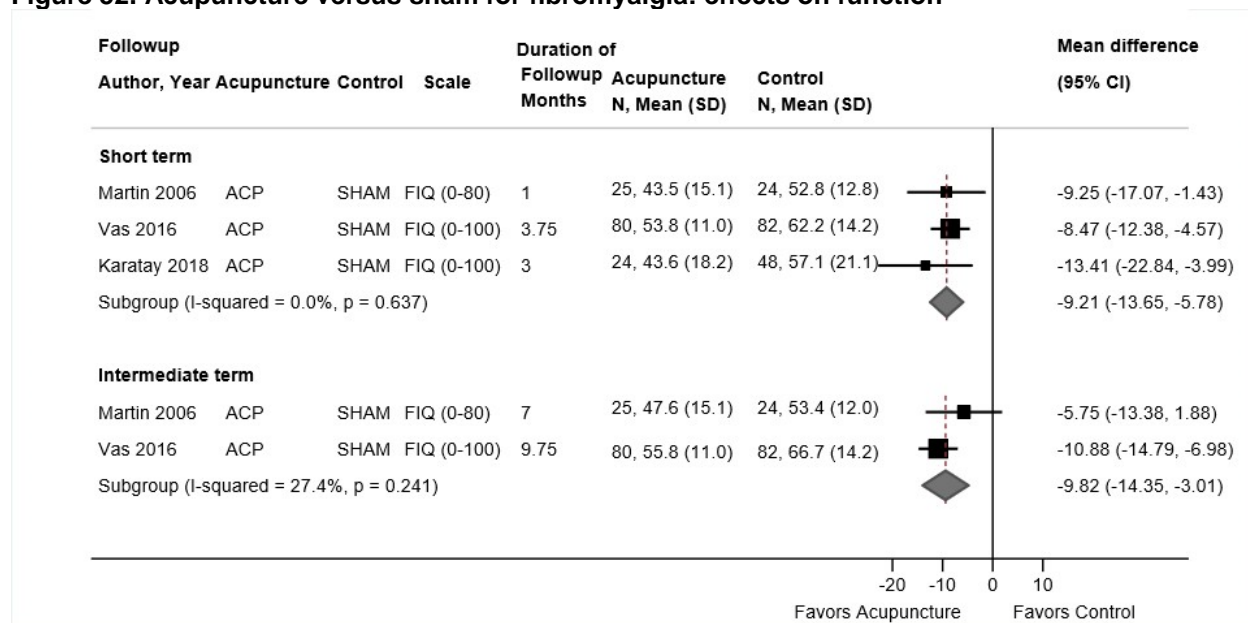 Followup
Author, Year Acupuncture Control Scale Duration of Followup Months Acupuncture N, Mean (SD) Control N, Mean (SD) Mean difference (95% CI)
Short term
Martin 2006 ACP SHAM FIQ (0-80) 1 25, 43.5 (15.1) 24, 52.8 (12.8) -9.25 (-17.07, -1.43)
Vas 2016 ACP SHAM FIQ (0-100) 3.75 80, 53.8 (11.0) 82, 62.2 (14.2) -8.47 (-12.38, -4.57)
Karatay 2018 ACP SHAM FIQ (0-100) 3 24, 43.6 (18.2) 48, 57.1 (21.1) -13.41 (-22.84, -3.99)
Subgroup (I-squared = 0.0%, p = 0.637) -9.21 (-13.65, -5.78)
Intermediate term
Martin 2006 ACP SHAM FIQ (0-80) 7 25, 47.6 (15.1) 24, 53.4 (12.0) -5.75 (-13.38, 1.88)
Vas 2016 ACP SHAM FIQ (0-100) 9.75 80, 55.8 (11.0) 82, 66.7 (14.2) -10.88 (-14.79, -6.98)
Subgroup (I-squared = 27.4%, p = 0.241) -9.82 (-14.35, -3.01)
-20 -10 0 10
Favors Acupuncture Favors Control